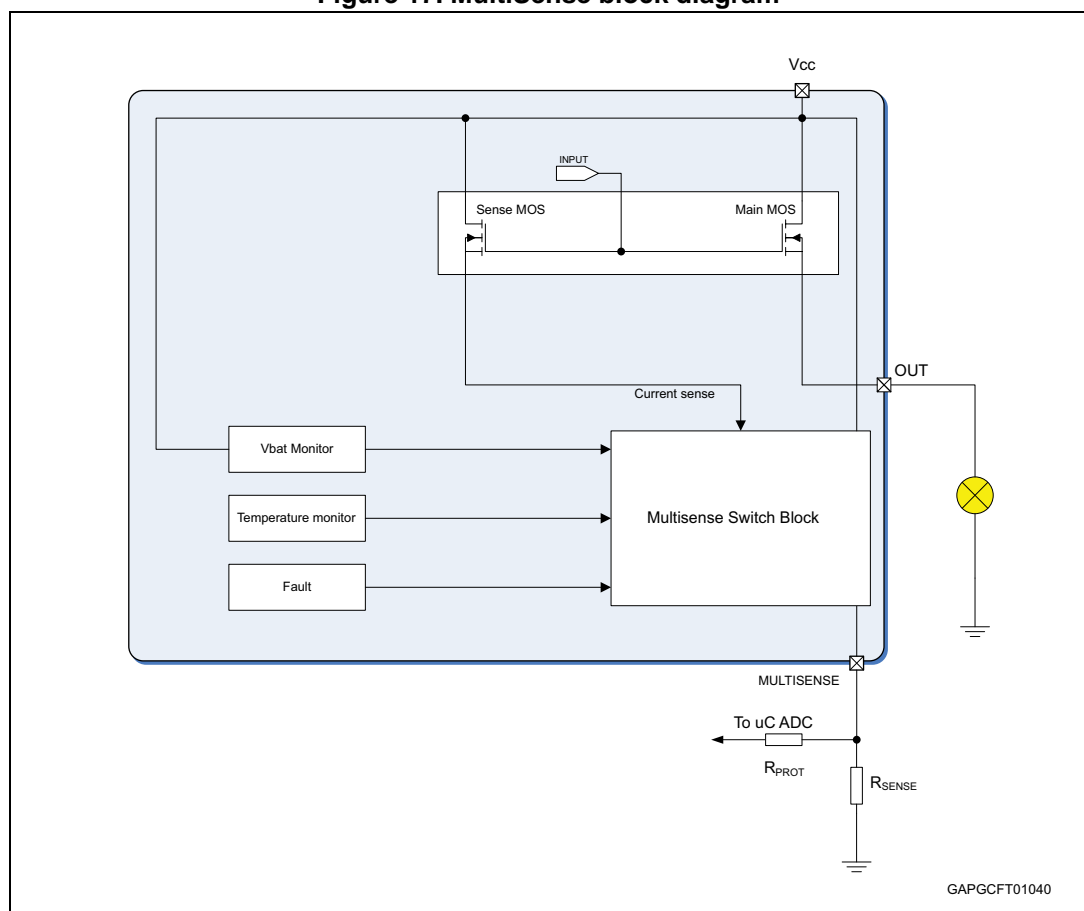 Figure 17. MultiSense block diagram
Vcc
INPUT
Sense MOS
Main MOS
OUT
Current sense
Vbat Monitor
Temperature monitor
Multisense Switch Block
Fault
MULTISENSE
To uC ADC
RPROT
RSENSE
GAPGCFT01040